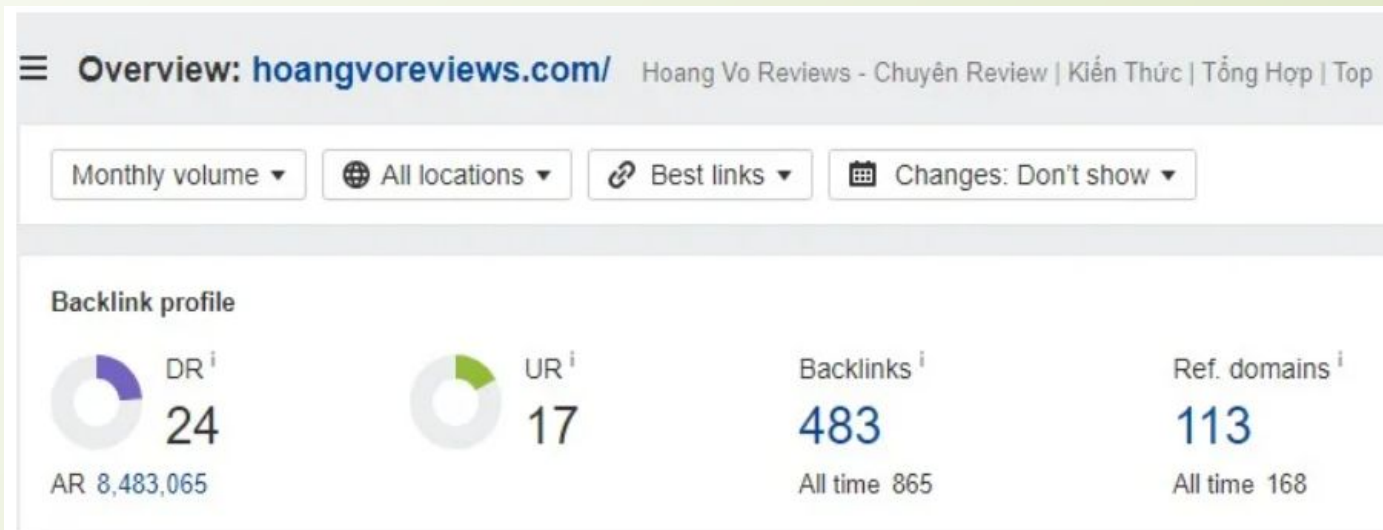 Overview: hoangvoreviews.com/ Hoang Vo Reviews - Chuyên Review | Kiến Thức | Tổng Hợp | Top
Monthly volume All locations Best links Changes: Don't show
Backlink profile
DR i UR i Backlinks i Ref. domains i
24 17 483 113
AR 8,483,065 All time 865 All time 168